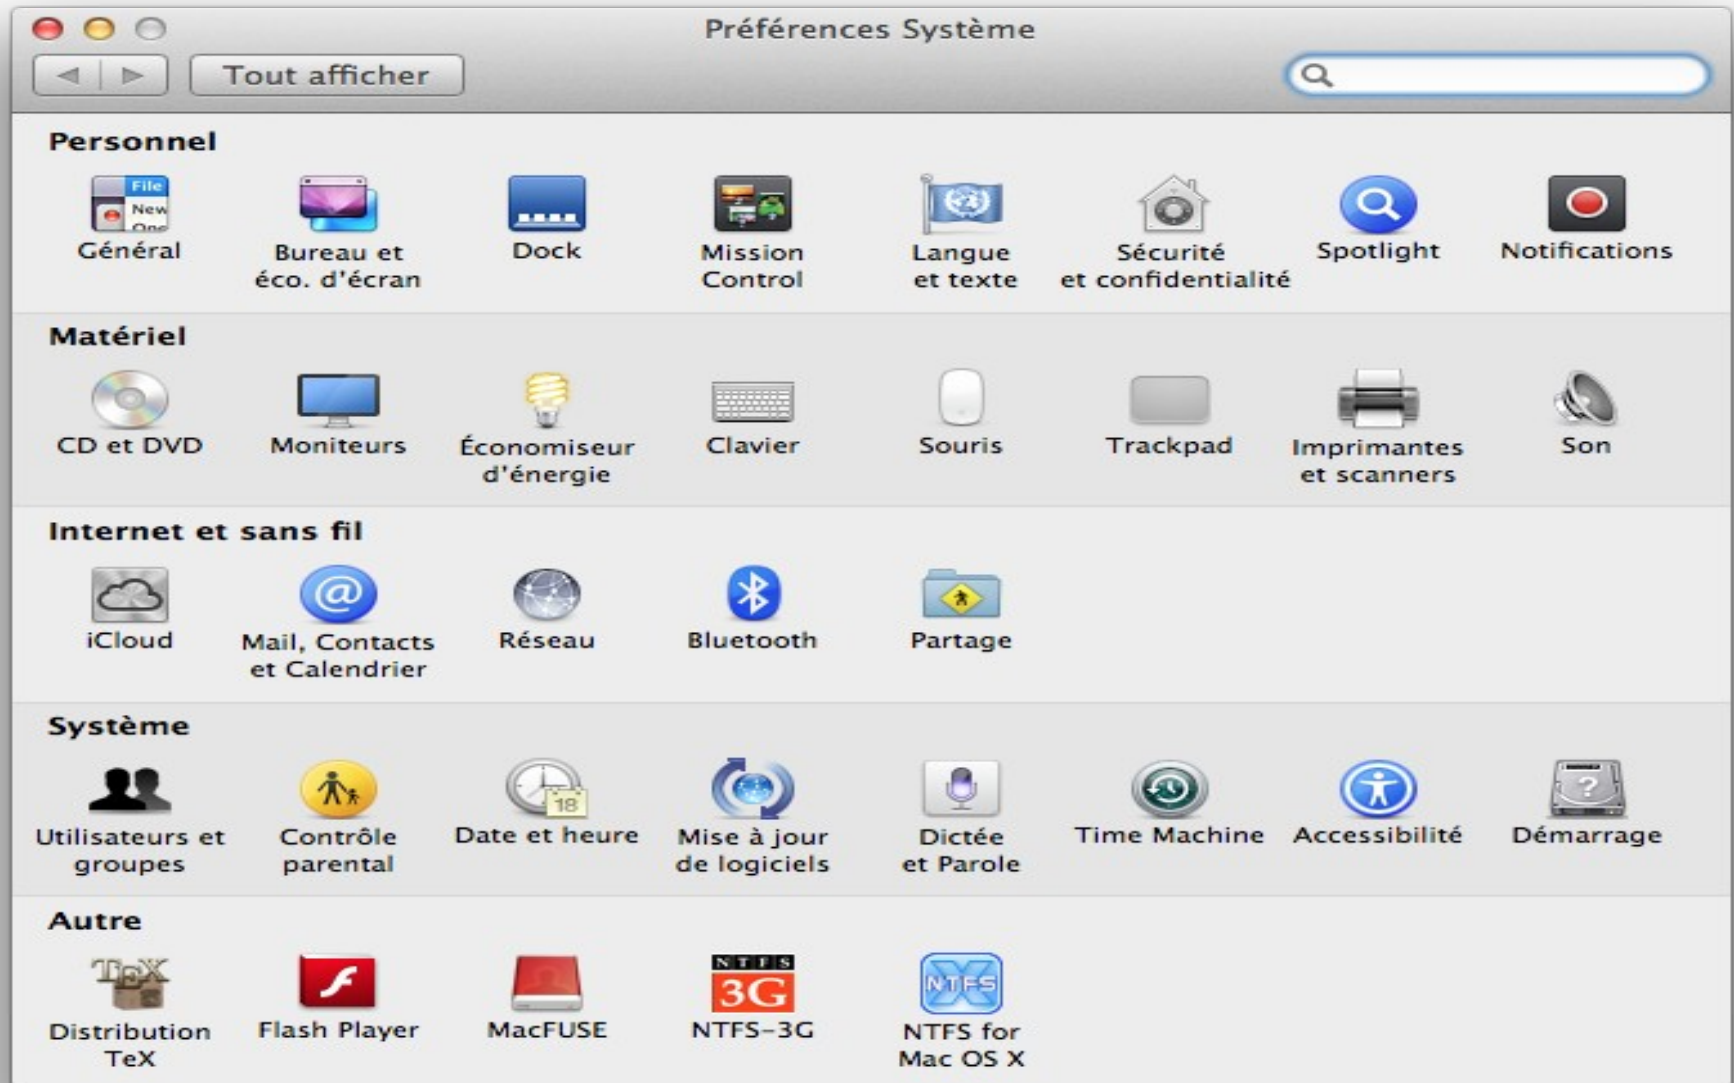 Préférences Système
Tout afficher
Personnel
File
New
One
Général
Bureau et
éco. d'écran
Dock
Mission
Control
Langue
et texte
Sécurité
et confidentialité
Spotlight
Notifications
Matériel
CD et DVD
Moniteurs
Économiseur
d'énergie
Clavier
Souris
Trackpad
Imprimantes
et scanners
Son
Internet et sans fil
iCloud
@
Mail, Contacts
et Calendrier
Réseau
Bluetooth
Partage
Système
Utilisateurs et
groupes
Contrôle
parental
18
Date et heure
Mise à jour
de logiciels
Dictée
et Parole
Time Machine
Accessibilité
?
Démarrage
Autre
TeX
Distribution
TeX
Flash Player
MacFUSE
NTFS
3G
NTFS-3G
NTFS
NTFS for
Mac OS X